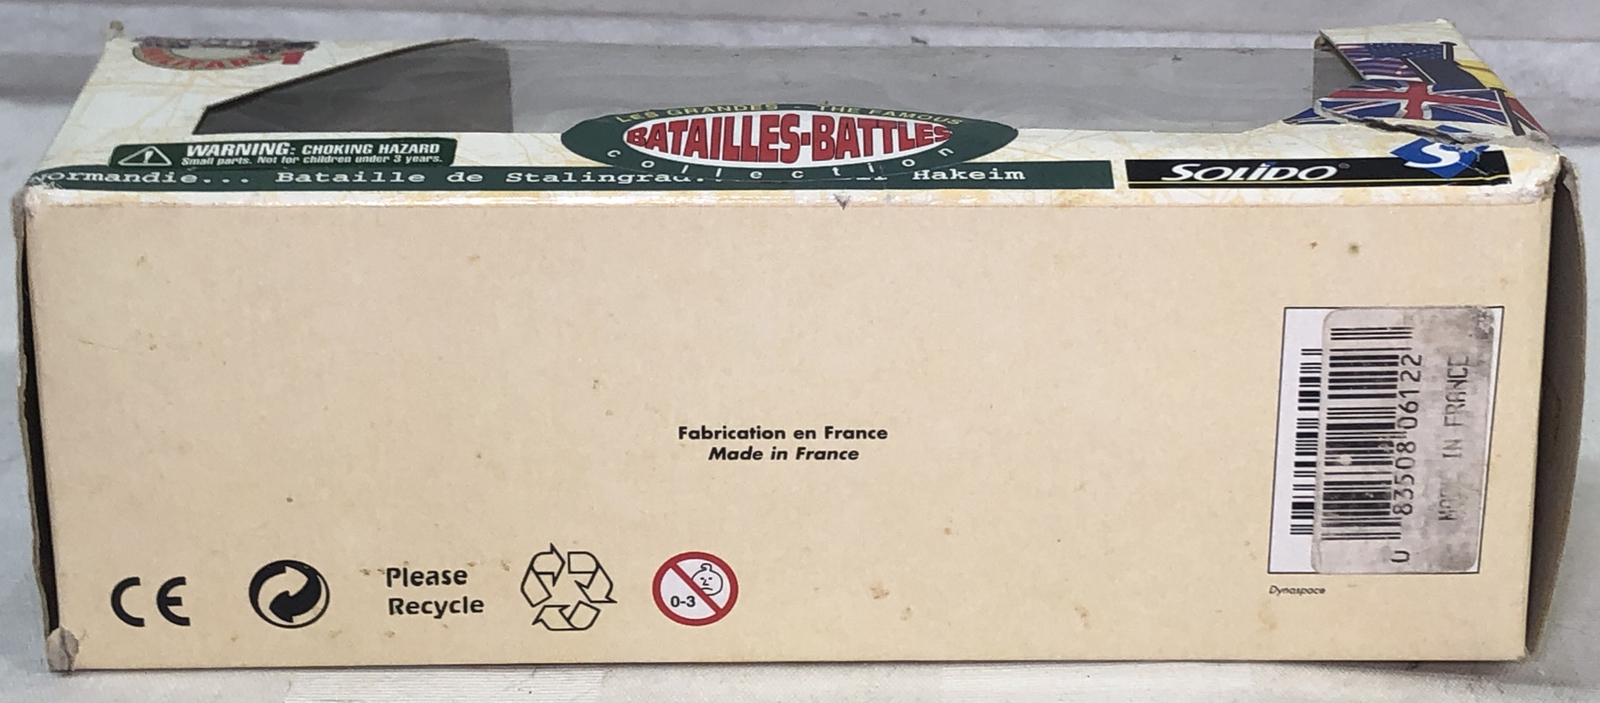 LES GRANDES - THE FAMOUS
BATAILLES-BATTLES
collection
WARNING: CHOKING HAZARD
Small parts. Not for children under 3 years.
ormandie... Bataille de Stalingrad... Hakeim
SOLIDO
S
Fabrication en France
Made in France
CE
Please
Recycle
0-3
0 83508 06122
MADE IN FRANCE
Dynaspace